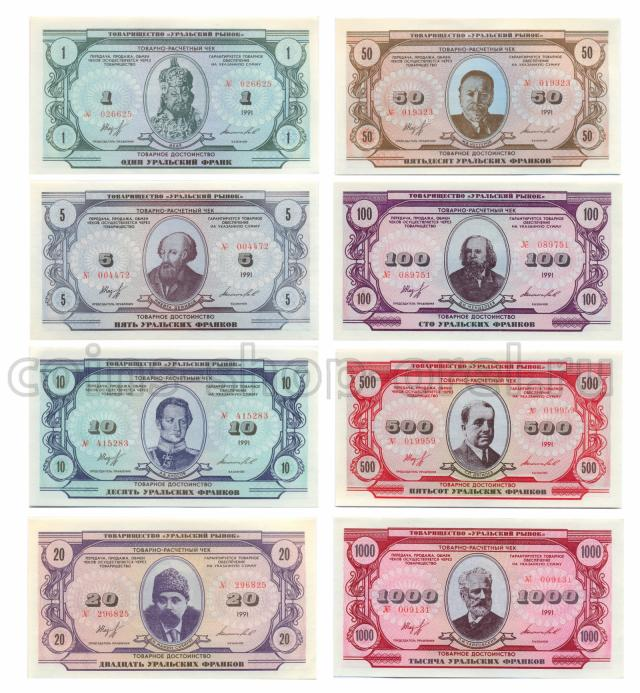 ТОВАРИЩЕСТВО «УРАЛЬСКИЙ РЫНОК»
ТОВАРНО-РАСЧЕТНЫЙ ЧЕК
1 1
ПЕРЕДАЧА, ПРОДАЖА, ОБМЕН
ЧЕКОВ ОСУЩЕСТВЛЯЕТСЯ ЧЕРЕЗ
ТОВАРИЩЕСТВО
ГАРАНТИРУЕТСЯ ТОВАРНОЕ
ОБЕСПЕЧЕНИЕ
НА УКАЗАННУЮ СУММУ
№ 026625
1 1
№ 026625
1991
ПРЕДСЕДАТЕЛЬ ПРАВЛЕНИЯ
КАЗНАЧЕЙ
1 1
ТОВАРНОЕ ДОСТОИНСТВО
ОДИН УРАЛЬСКИЙ ФРАНК
ТОВАРИЩЕСТВО «УРАЛЬСКИЙ РЫНОК»
ТОВАРНО-РАСЧЕТНЫЙ ЧЕК
50 50
ПЕРЕДАЧА, ПРОДАЖА, ОБМЕН
ЧЕКОВ ОСУЩЕСТВЛЯЕТСЯ ЧЕРЕЗ
ТОВАРИЩЕСТВО
ГАРАНТИРУЕТСЯ ТОВАРНОЕ
ОБЕСПЕЧЕНИЕ
НА УКАЗАННУЮ СУММУ
№ 019323
50 50
№ 019323
1991
ПРЕДСЕДАТЕЛЬ ПРАВЛЕНИЯ
КАЗНАЧЕЙ
50 50
ТОВАРНОЕ ДОСТОИНСТВО
ПЯТЬДЕСЯТ УРАЛЬСКИХ ФРАНКОВ
ТОВАРИЩЕСТВО «УРАЛЬСКИЙ РЫНОК»
ТОВАРНО-РАСЧЕТНЫЙ ЧЕК
5 5
ПЕРЕДАЧА, ПРОДАЖА, ОБМЕН
ЧЕКОВ ОСУЩЕСТВЛЯЕТСЯ ЧЕРЕЗ
ТОВАРИЩЕСТВО
ГАРАНТИРУЕТСЯ ТОВАРНОЕ
ОБЕСПЕЧЕНИЕ
НА УКАЗАННУЮ СУММУ
№ 004472
5 5
№ 004472
1991
ПРЕДСЕДАТЕЛЬ ПРАВЛЕНИЯ
КАЗНАЧЕЙ
5 5
ТОВАРНОЕ ДОСТОИНСТВО
ПЯТЬ УРАЛЬСКИХ ФРАНКОВ
ТОВАРИЩЕСТВО «УРАЛЬСКИЙ РЫНОК»
ТОВАРНО-РАСЧЕТНЫЙ ЧЕК
100 100
ПЕРЕДАЧА, ПРОДАЖА, ОБМЕН
ЧЕКОВ ОСУЩЕСТВЛЯЕТСЯ ЧЕРЕЗ
ТОВАРИЩЕСТВО
ГАРАНТИРУЕТСЯ ТОВАРНОЕ
ОБЕСПЕЧЕНИЕ
НА УКАЗАННУЮ СУММУ
№ 089751
100 100
№ 089751
1991
ПРЕДСЕДАТЕЛЬ ПРАВЛЕНИЯ
КАЗНАЧЕЙ
100 100
ТОВАРНОЕ ДОСТОИНСТВО
СТО УРАЛЬСКИХ ФРАНКОВ
ТОВАРИЩЕСТВО «УРАЛЬСКИЙ РЫНОК»
ТОВАРНО-РАСЧЕТНЫЙ ЧЕК
10 10
ПЕРЕДАЧА, ПРОДАЖА, ОБМЕН
ЧЕКОВ ОСУЩЕСТВЛЯЕТСЯ ЧЕРЕЗ
ТОВАРИЩЕСТВО
ГАРАНТИРУЕТСЯ ТОВАРНОЕ
ОБЕСПЕЧЕНИЕ
НА УКАЗАННУЮ СУММУ
№ 415283
10 10
№ 415283
1991
ПРЕДСЕДАТЕЛЬ ПРАВЛЕНИЯ
КАЗНАЧЕЙ
10 10
ТОВАРНОЕ ДОСТОИНСТВО
ДЕСЯТЬ УРАЛЬСКИХ ФРАНКОВ
ТОВАРИЩЕСТВО «УРАЛЬСКИЙ РЫНОК»
ТОВАРНО-РАСЧЕТНЫЙ ЧЕК
500 500
ПЕРЕДАЧА, ПРОДАЖА, ОБМЕН
ЧЕКОВ ОСУЩЕСТВЛЯЕТСЯ ЧЕРЕЗ
ТОВАРИЩЕСТВО
ГАРАНТИРУЕТСЯ ТОВАРНОЕ
ОБЕСПЕЧЕНИЕ
НА УКАЗАННУЮ СУММУ
№ 019959
500 500
№ 019959
1991
ПРЕДСЕДАТЕЛЬ ПРАВЛЕНИЯ
КАЗНАЧЕЙ
500 500
ТОВАРНОЕ ДОСТОИНСТВО
ПЯТЬСОТ УРАЛЬСКИХ ФРАНКОВ
ТОВАРИЩЕСТВО «УРАЛЬСКИЙ РЫНОК»
ТОВАРНО-РАСЧЕТНЫЙ ЧЕК
20 20
ПЕРЕДАЧА, ПРОДАЖА, ОБМЕН
ЧЕКОВ ОСУЩЕСТВЛЯЕТСЯ ЧЕРЕЗ
ТОВАРИЩЕСТВО
ГАРАНТИРУЕТСЯ ТОВАРНОЕ
ОБЕСПЕЧЕНИЕ
НА УКАЗАННУЮ СУММУ
№ 296825
20 20
№ 296825
1991
ПРЕДСЕДАТЕЛЬ ПРАВЛЕНИЯ
КАЗНАЧЕЙ
20 20
ТОВАРНОЕ ДОСТОИНСТВО
ДВАДЦАТЬ УРАЛЬСКИХ ФРАНКОВ
ТОВАРИЩЕСТВО «УРАЛЬСКИЙ РЫНОК»
ТОВАРНО-РАСЧЕТНЫЙ ЧЕК
1000 1000
ПЕРЕДАЧА, ПРОДАЖА, ОБМЕН
ЧЕКОВ ОСУЩЕСТВЛЯЕТСЯ ЧЕРЕЗ
ТОВАРИЩЕСТВО
ГАРАНТИРУЕТСЯ ТОВАРНОЕ
ОБЕСПЕЧЕНИЕ
НА УКАЗАННУЮ СУММУ
№ 009131
1000 1000
№ 009131
1991
ПРЕДСЕДАТЕЛЬ ПРАВЛЕНИЯ
КАЗНАЧЕЙ
1000 1000
ТОВАРНОЕ ДОСТОИНСТВО
ТЫСЯЧА УРАЛЬСКИХ ФРАНКОВ